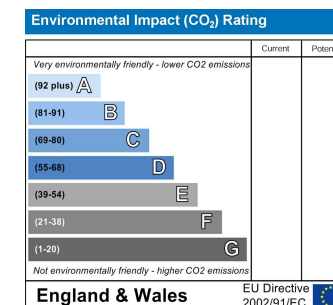 Environmental Impact (CO₂) Rating
Current
Very environmentally friendly - lower CO2 emissions
(92 plus) A
(81-91) B
(69-80) C
(55-68) D
(39-54) E
(21-38) F
(1-20) G
Not environmentally friendly - higher CO2 emissions
England & Wales
EU Directive
2002/91/EC